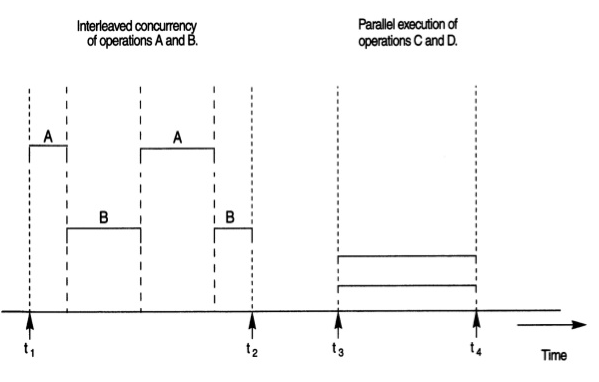 Interleaved concurrency
of operations A and B.
Parallel execution of
operations C and D.
A
A
B
B
t1
t2
t3
t4
Time